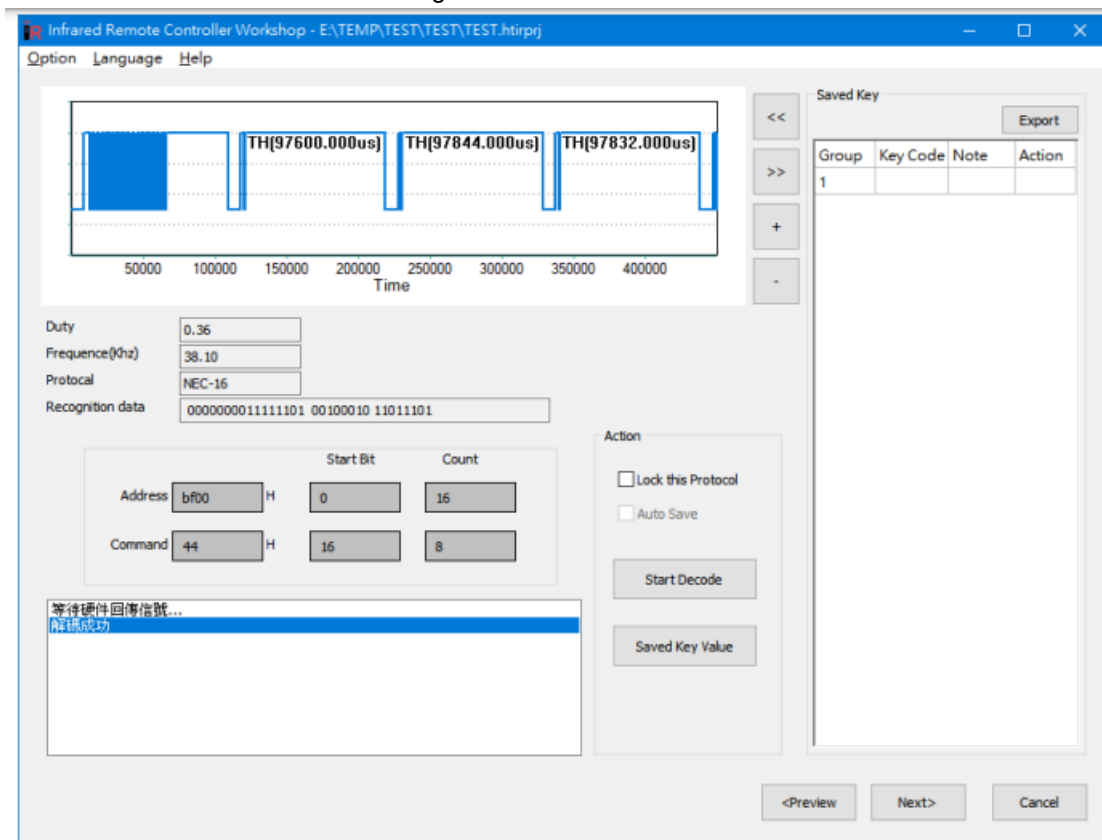 Infrared Remote Controller Workshop - E:\TEMP\TEST\TEST\TEST.htirprj
Option Language Help
TH(97600.000us) TH(97844.000us) TH(97832.000us)
50000 100000 150000 200000 250000 300000 350000 400000
Time
<<
>>
+
-
Saved Key
Export
Group Key Code Note Action
1
Duty 0.36
Frequence(Khz) 38.10
Protocal NEC-16
Recognition data 0000000011111101 00100010 11011101
Start Bit Count
Address bf00 H 0 16
Command 44 H 16 8
Action
Lock this Protocol
Auto Save
Start Decode
Saved Key Value
等待硬件回傳信號...
解碼成功
<Preview Next> Cancel